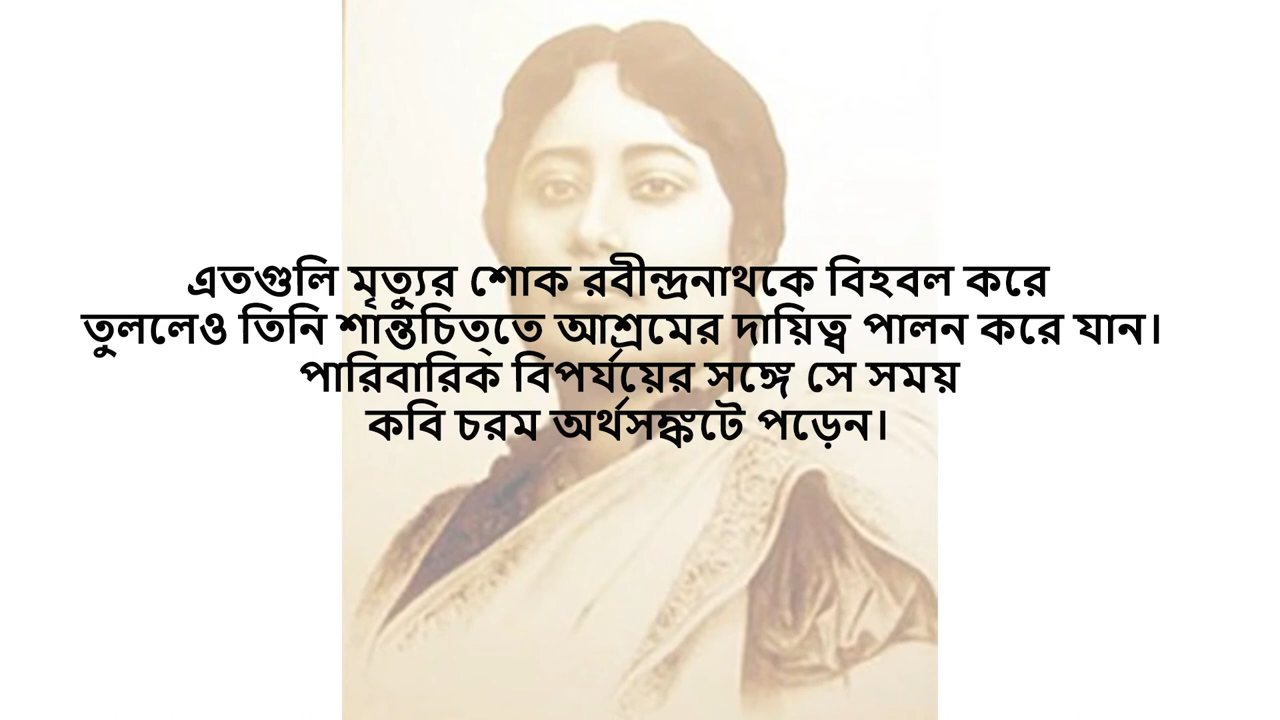 এতগুলি মৃত্যুর শোক রবীন্দ্রনাথকে বিহবল করে
তুললেও তিনি শান্তচিত্তে আশ্রমের দায়িত্ব পালন করে যান।
পারিবারিক বিপর্যয়ের সঙ্গে সে সময়
কবি চরম অর্থসঙ্কটে পড়েন।